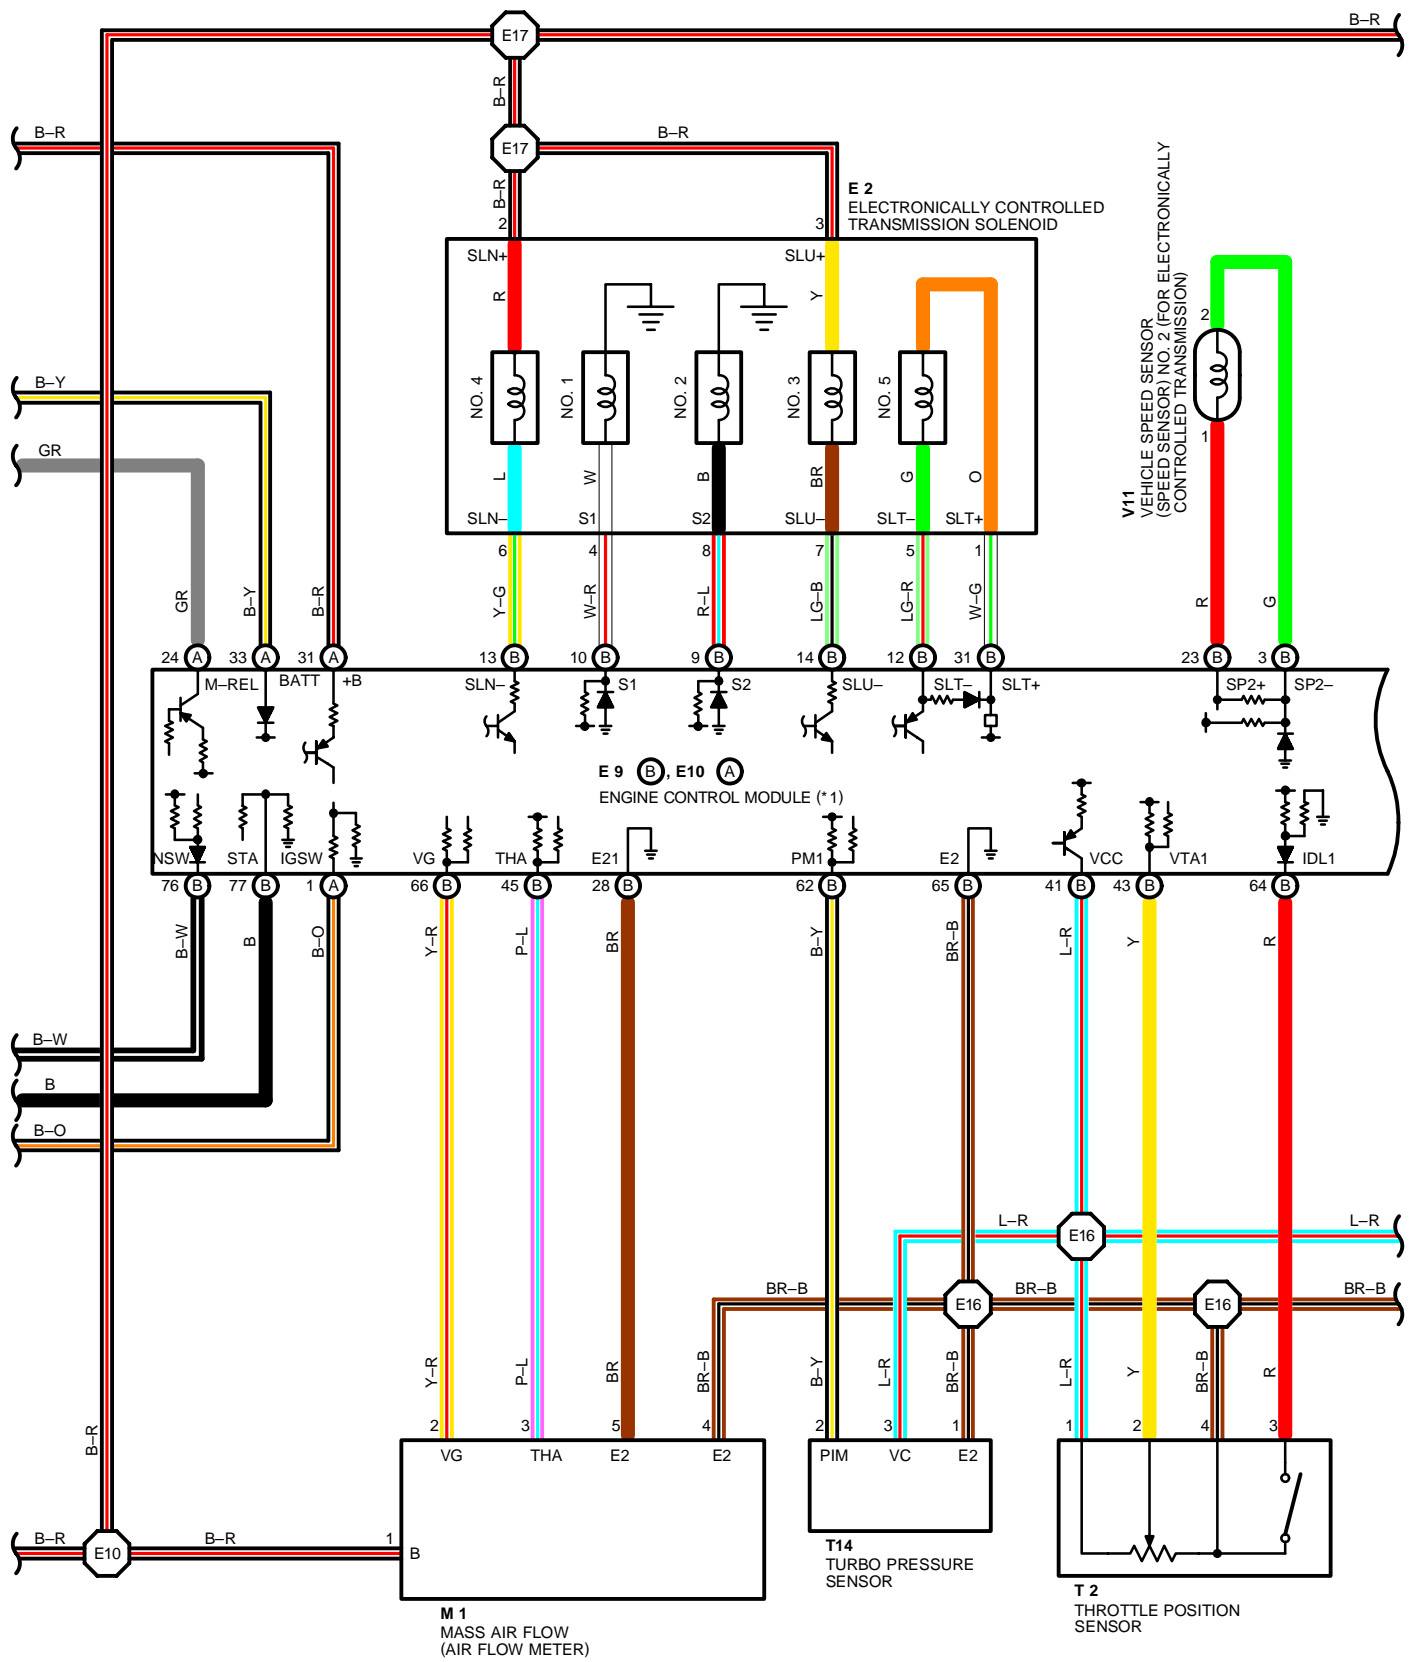 B–R
E17
B–R
B–R
E17
B–R
B–R
2
3
E 2
ELECTRONICALLY CONTROLLED
TRANSMISSION SOLENOID
SLN+
SLU+
R
Y
NO. 4
NO. 1
NO. 2
NO. 3
NO. 5
L
W
B
BR
G
O
SLN–
S1
S2
SLU–
SLT–
SLT+
6
4
8
7
5
1
Y–G
W–R
R–L
LG–B
LG–R
W–G
2
1
V11
VEHICLE SPEED SENSOR
(SPEED SENSOR) NO. 2 (FOR ELECTRONICALLY
CONTROLLED TRANSMISSION)
R
G
B–Y
GR
GR
B–Y
B–R
24 A
33 A
31 A
13 B
10 B
9 B
14 B
12 B
31 B
23 B
3 B
M–REL
BATT
+B
SLN–
S1
S2
SLU–
SLT–
SLT+
SP2+
SP2–
E 9 B , E10 A
ENGINE CONTROL MODULE (*1)
NSW
STA
IGSW
VG
THA
E21
PM1
E2
VCC
VTA1
IDL1
76 B
77 B
1 A
66 B
45 B
28 B
62 B
65 B
41 B
43 B
64 B
B–W
B
B–O
Y–R
P–L
BR
B–Y
BR–B
L–R
Y
R
B–W
B
B–O
L–R
E16
L–R
BR–B
E16
BR–B
E16
BR–B
Y–R
P–L
BR
BR–B
B–Y
L–R
BR–B
L–R
Y
BR–B
R
2
3
5
4
2
3
1
1
2
4
3
VG
THA
E2
E2
PIM
VC
E2
B–R
B–R
E10
B–R
1
B
M 1
MASS AIR FLOW
(AIR FLOW METER)
T14
TURBO PRESSURE
SENSOR
T 2
THROTTLE POSITION
SENSOR